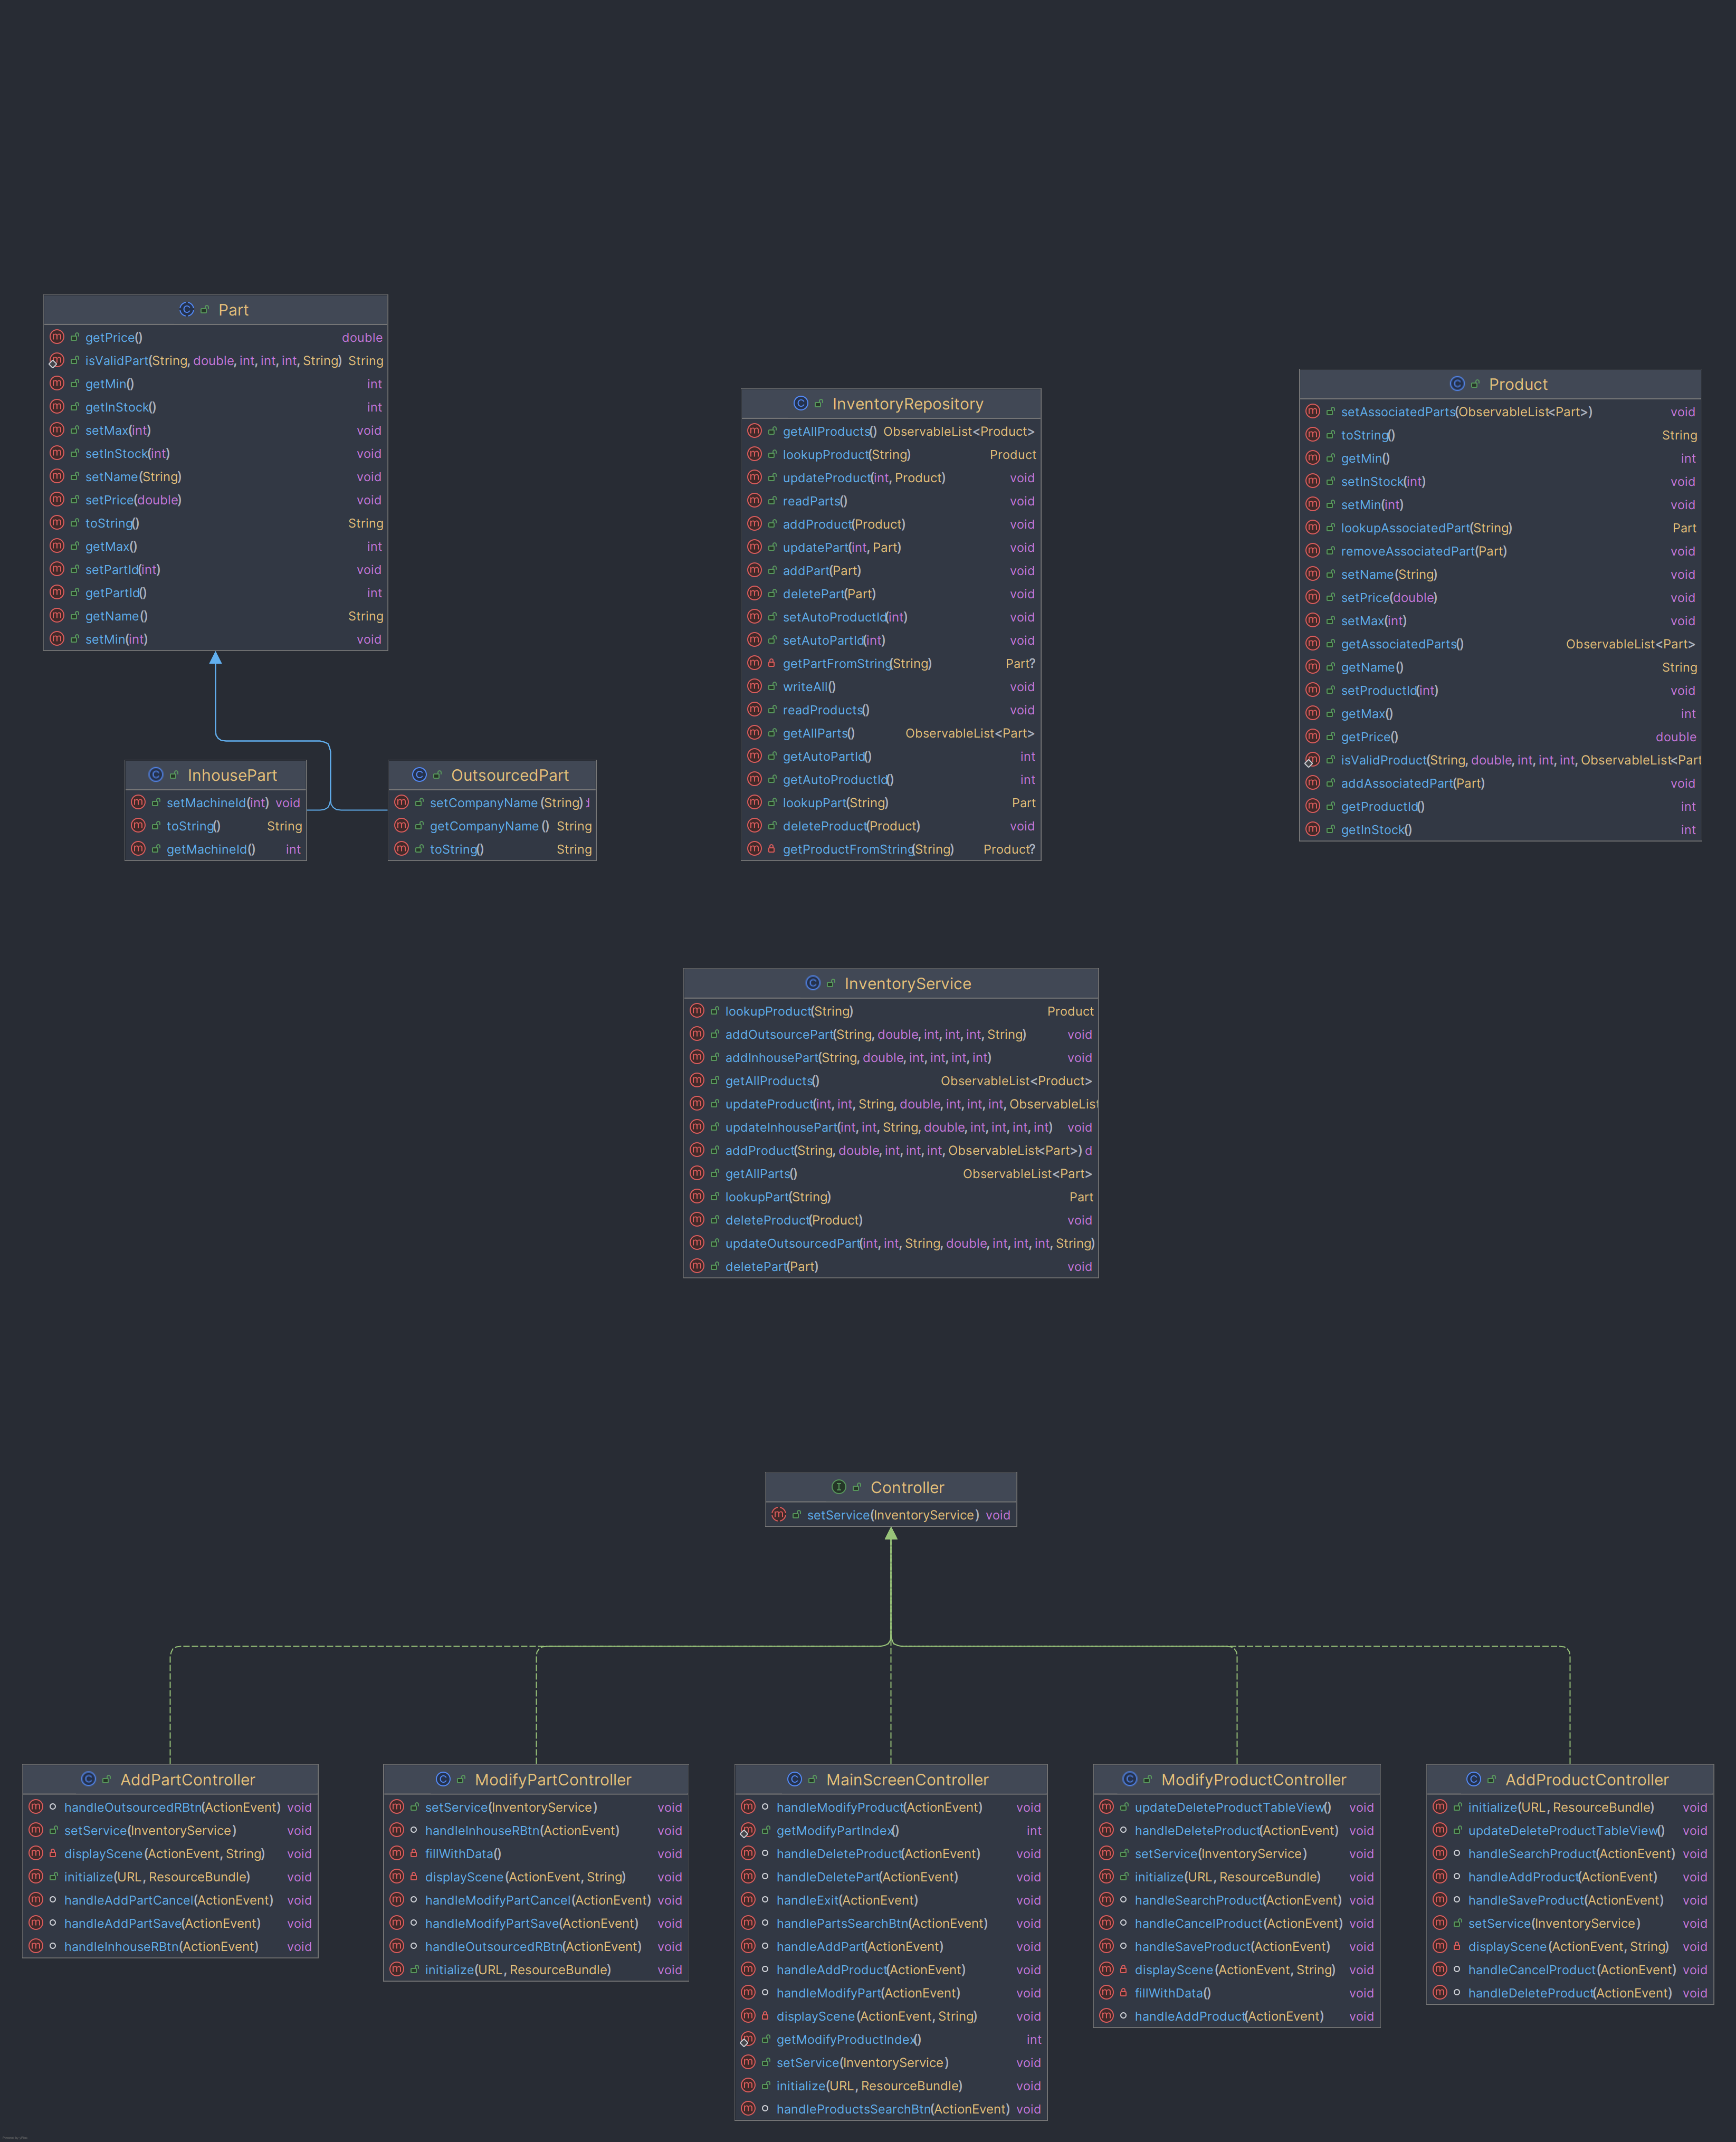 Part
getPrice() double
isValidPart(String, double, int, int, int, String) String
getMin() int
getInStock() int
setMax(int) void
setInStock(int) void
setName(String) void
setPrice(double) void
toString() String
getMax() int
setPartId(int) void
getPartId() int
getName() String
setMin(int) void
InhousePart
setMachineId(int) void
toString() String
getMachineId() int
OutsourcedPart
setCompanyName(String)
getCompanyName() String
toString() String
InventoryRepository
getAllProducts() ObservableList<Product>
lookupProduct(String) Product
updateProduct(int, Product) void
readParts() void
addProduct(Product) void
updatePart(int, Part) void
addPart(Part) void
deletePart(Part) void
setAutoProductId(int) void
setAutoPartId(int) void
getPartFromString(String) Part?
writeAll() void
readProducts() void
getAllParts() ObservableList<Part>
getAutoPartId() int
getAutoProductId() int
lookupPart(String) Part
deleteProduct(Product) void
getProductFromString(String) Product?
Product
setAssociatedParts(ObservableList<Part>) void
toString() String
getMin() int
setInStock(int) void
setMin(int) void
lookupAssociatedPart(String) Part
removeAssociatedPart(Part) void
setName(String) void
setPrice(double) void
setMax(int) void
getAssociatedParts() ObservableList<Part>
getName() String
setProductId(int) void
getMax() int
getPrice() double
isValidProduct(String, double, int, int, int, ObservableList<Part
addAssociatedPart(Part) void
getProductId() int
getInStock() int
InventoryService
lookupProduct(String) Product
addOutsourcePart(String, double, int, int, int, String) void
addInhousePart(String, double, int, int, int, int) void
getAllProducts() ObservableList<Product>
updateProduct(int, int, String, double, int, int, int, ObservableList
updateInhousePart(int, int, String, double, int, int, int, int) void
addProduct(String, double, int, int, int, ObservableList<Part>) d
getAllParts() ObservableList<Part>
lookupPart(String) Part
deleteProduct(Product) void
updateOutsourcedPart(int, int, String, double, int, int, int, String)
deletePart(Part) void
Controller
setService(InventoryService) void
AddPartController
handleOutsourcedRBtn(ActionEvent) void
setService(InventoryService) void
displayScene(ActionEvent, String) void
initialize(URL, ResourceBundle) void
handleAddPartCancel(ActionEvent) void
handleAddPartSave(ActionEvent) void
handleInhouseRBtn(ActionEvent) void
ModifyPartController
setService(InventoryService) void
handleInhouseRBtn(ActionEvent) void
fillWithData() void
displayScene(ActionEvent, String) void
handleModifyPartCancel(ActionEvent) void
handleModifyPartSave(ActionEvent) void
handleOutsourcedRBtn(ActionEvent) void
initialize(URL, ResourceBundle) void
MainScreenController
handleModifyProduct(ActionEvent) void
getModifyPartIndex() int
handleDeleteProduct(ActionEvent) void
handleDeletePart(ActionEvent) void
handleExit(ActionEvent) void
handlePartsSearchBtn(ActionEvent) void
handleAddPart(ActionEvent) void
handleAddProduct(ActionEvent) void
handleModifyPart(ActionEvent) void
displayScene(ActionEvent, String) void
getModifyProductIndex() int
setService(InventoryService) void
initialize(URL, ResourceBundle) void
handleProductsSearchBtn(ActionEvent) void
ModifyProductController
updateDeleteProductTableView() void
handleDeleteProduct(ActionEvent) void
setService(InventoryService) void
initialize(URL, ResourceBundle) void
handleSearchProduct(ActionEvent) void
handleCancelProduct(ActionEvent) void
handleSaveProduct(ActionEvent) void
displayScene(ActionEvent, String) void
fillWithData() void
handleAddProduct(ActionEvent) void
AddProductController
initialize(URL, ResourceBundle) void
updateDeleteProductTableView() void
handleSearchProduct(ActionEvent) void
handleAddProduct(ActionEvent) void
handleSaveProduct(ActionEvent) void
setService(InventoryService) void
displayScene(ActionEvent, String) void
handleCancelProduct(ActionEvent) void
handleDeleteProduct(ActionEvent) void